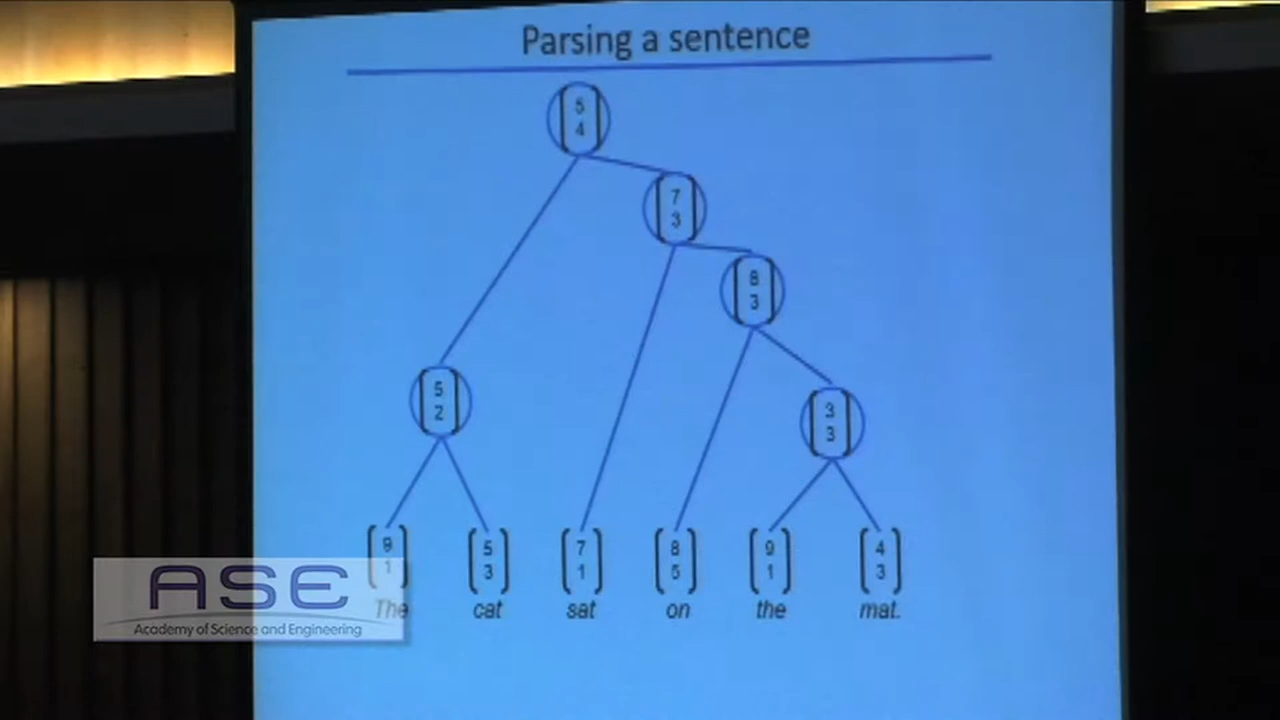 Parsing a sentence
5
4
7
3
8
3
5
2
3
3
9 5 7 8 9 4
1 3 1 5 1 3
The cat sat on the mat.
ASE
Academy of Science and Engineering